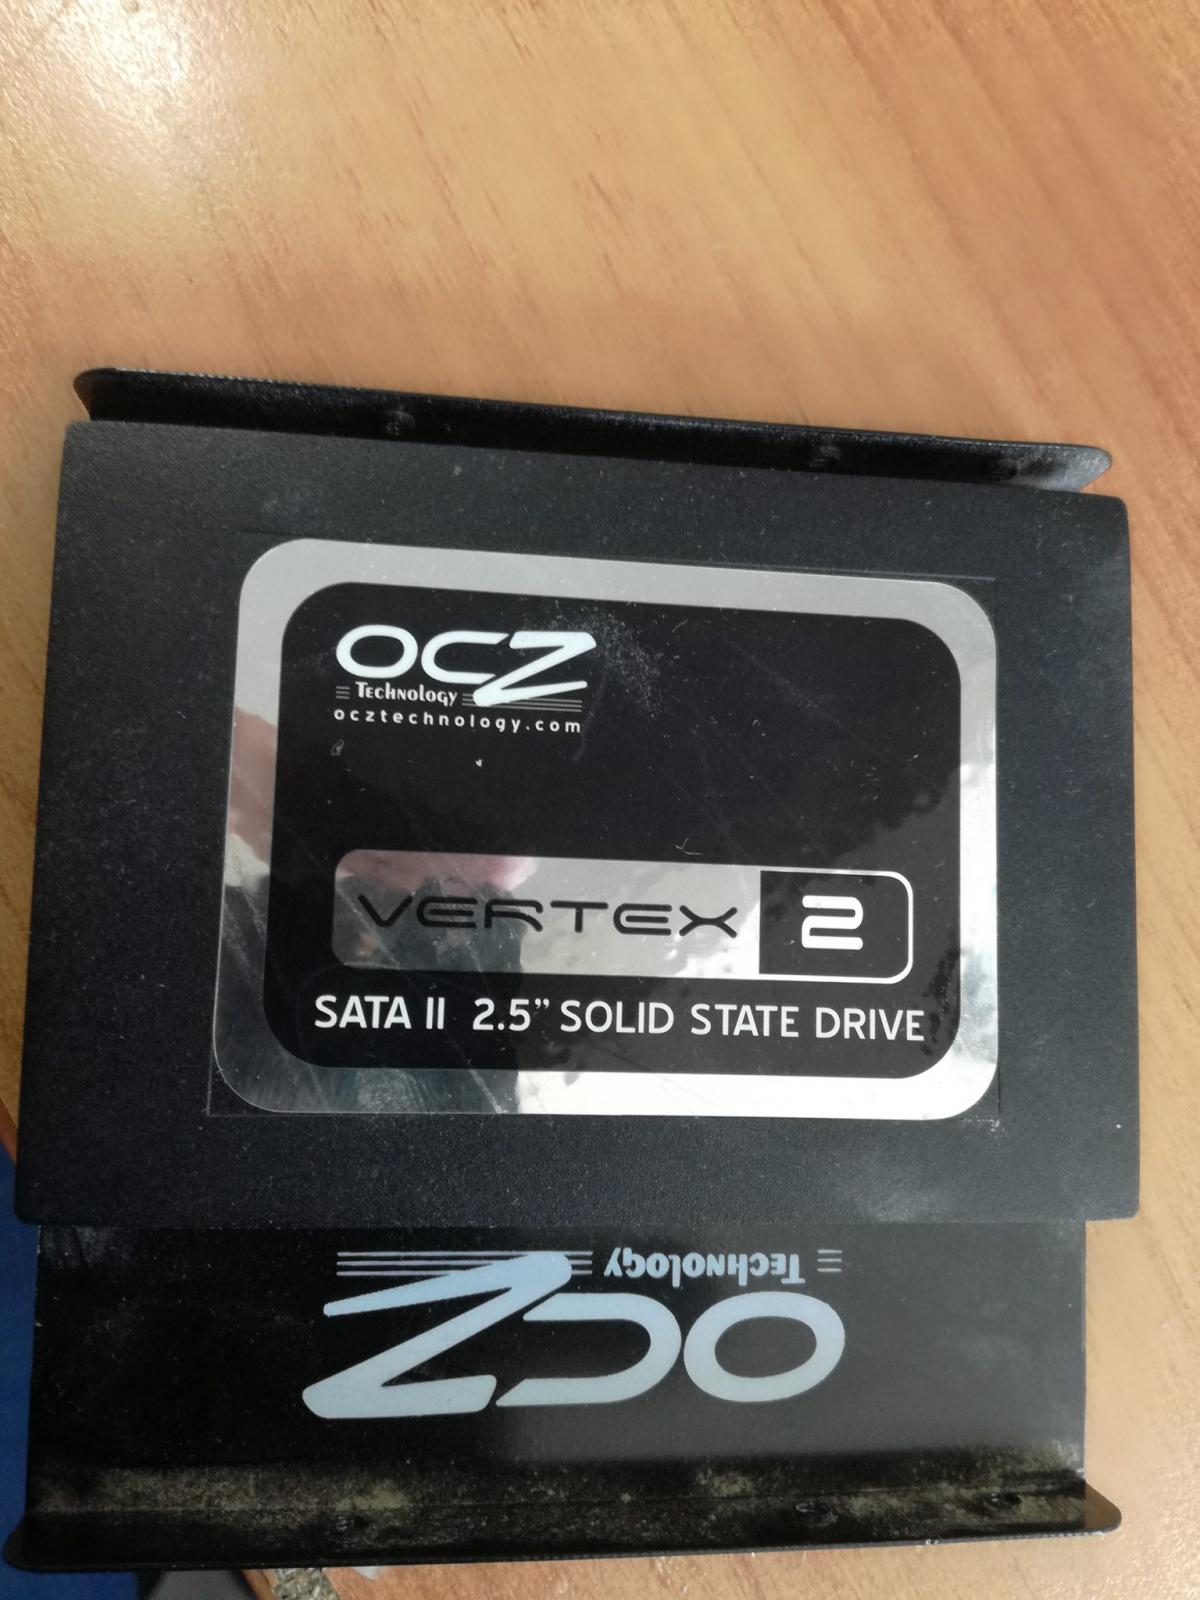 OCZ
Technology
ocztechnology.com
VERTEX 2
SATA II 2.5” SOLID STATE DRIVE
OCZ
Technology